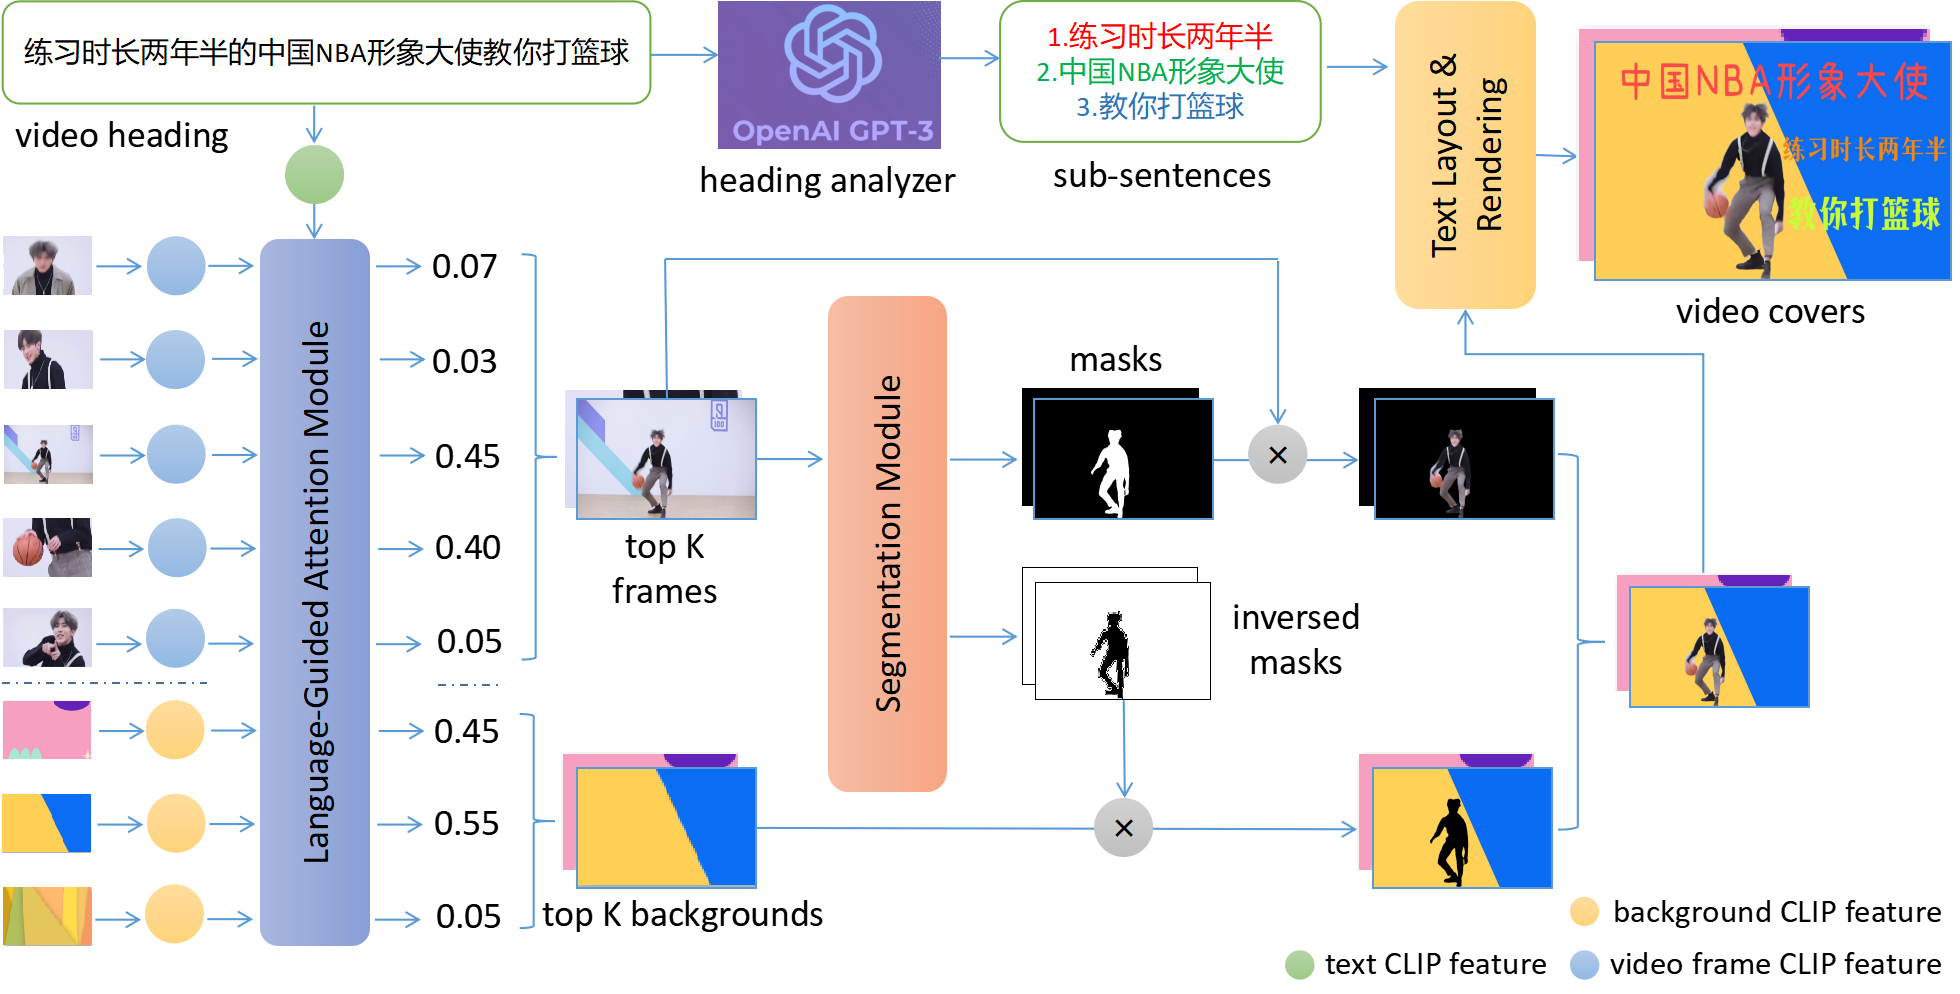 练习时长两年半的中国NBA形象大使教你打篮球
video heading
OpenAI GPT-3
heading analyzer
1.练习时长两年半
2.中国NBA形象大使
3.教你打篮球
sub-sentences
Text Layout &
Rendering
中国NBA形象大使
练习时长两年半
教你打篮球
video covers
Language-Guided Attention Module
0.07
0.03
0.45
0.40
0.05
0.45
0.55
0.05
top K
frames
top K backgrounds
Segmentation Module
masks
×
inversed
masks
×
background CLIP feature
text CLIP feature
video frame CLIP feature